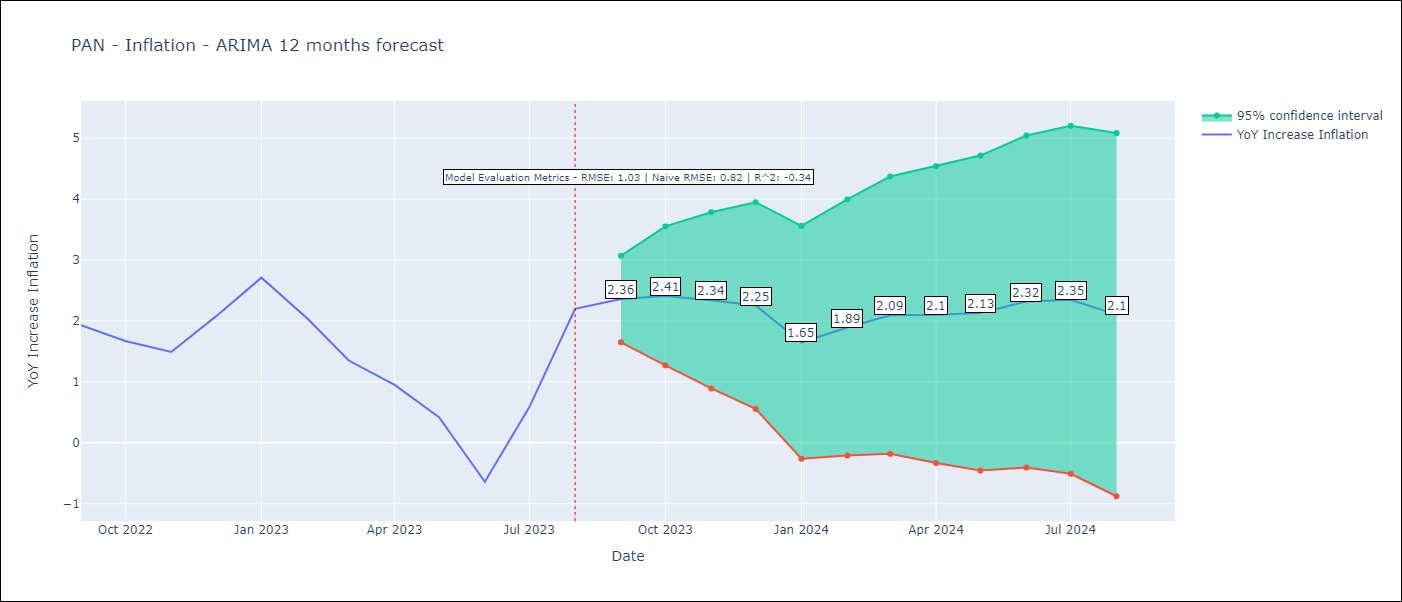 PAN - Inflation - ARIMA 12 months forecast
95% confidence interval
YoY Increase Inflation
Model Evaluation Metrics - RMSE: 1.03 | Naive RMSE: 0.82 | R^2: -0.34
YoY Increase Inflation
5
4
3
2
1
0
−1
2.36
2.41
2.34
2.25
1.65
1.89
2.09
2.1
2.13
2.32
2.35
2.1
Oct 2022
Jan 2023
Apr 2023
Jul 2023
Oct 2023
Jan 2024
Apr 2024
Jul 2024
Date